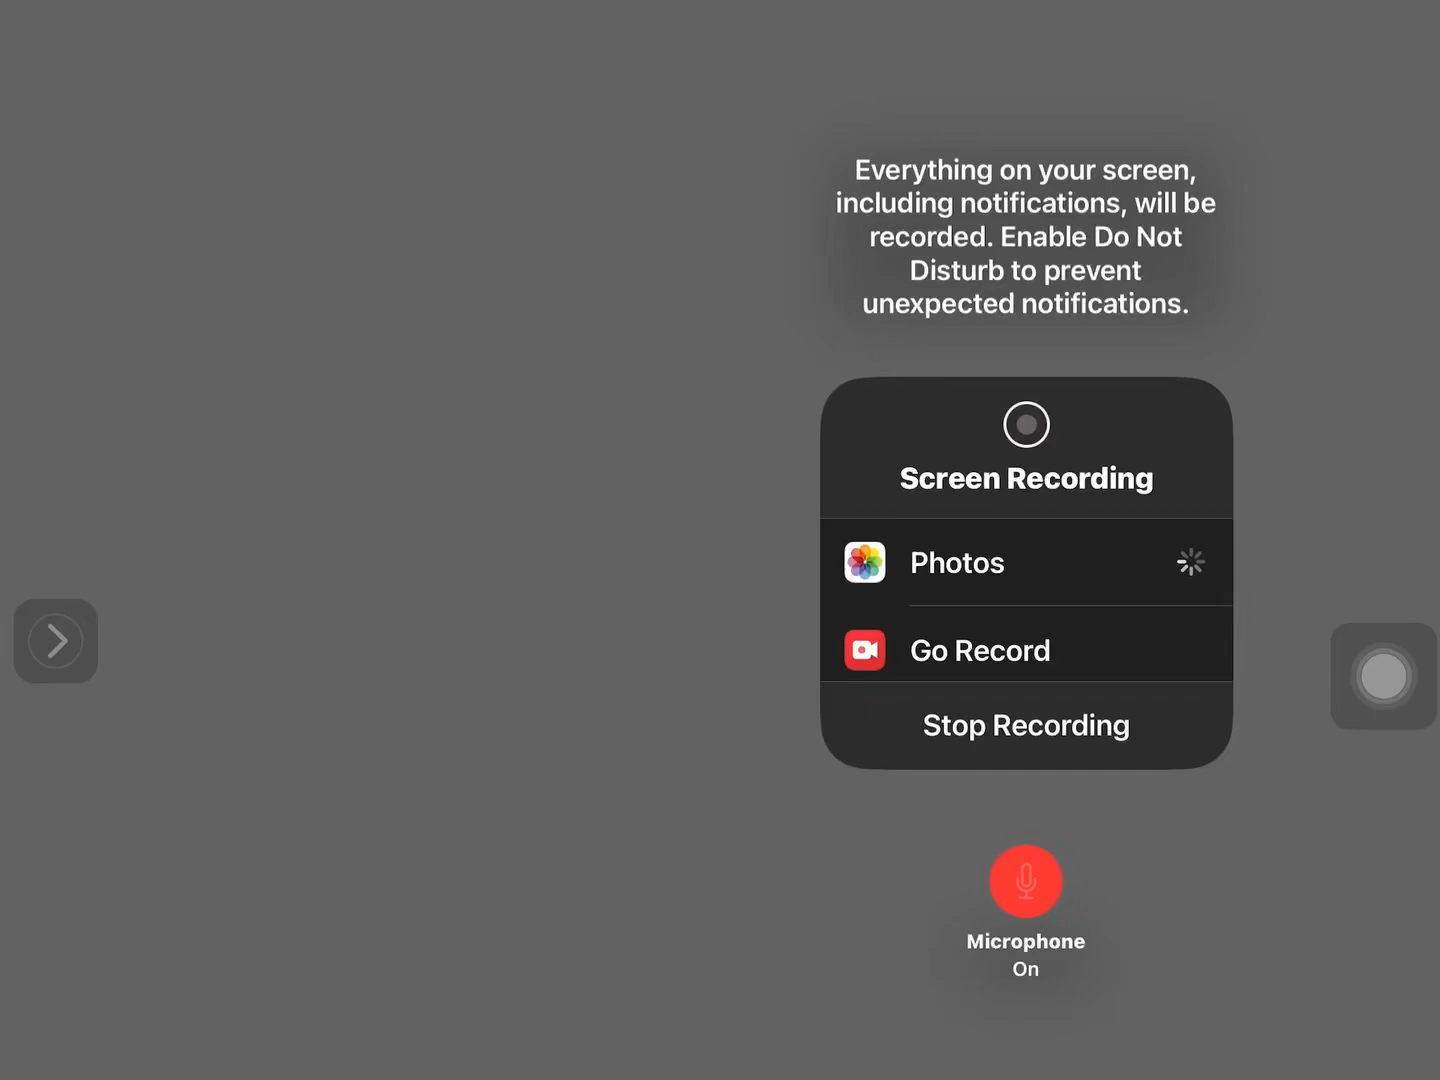 Everything on your screen,
including notifications, will be
recorded. Enable Do Not
Disturb to prevent
unexpected notifications.
Screen Recording
Photos
Go Record
Stop Recording
Microphone
On